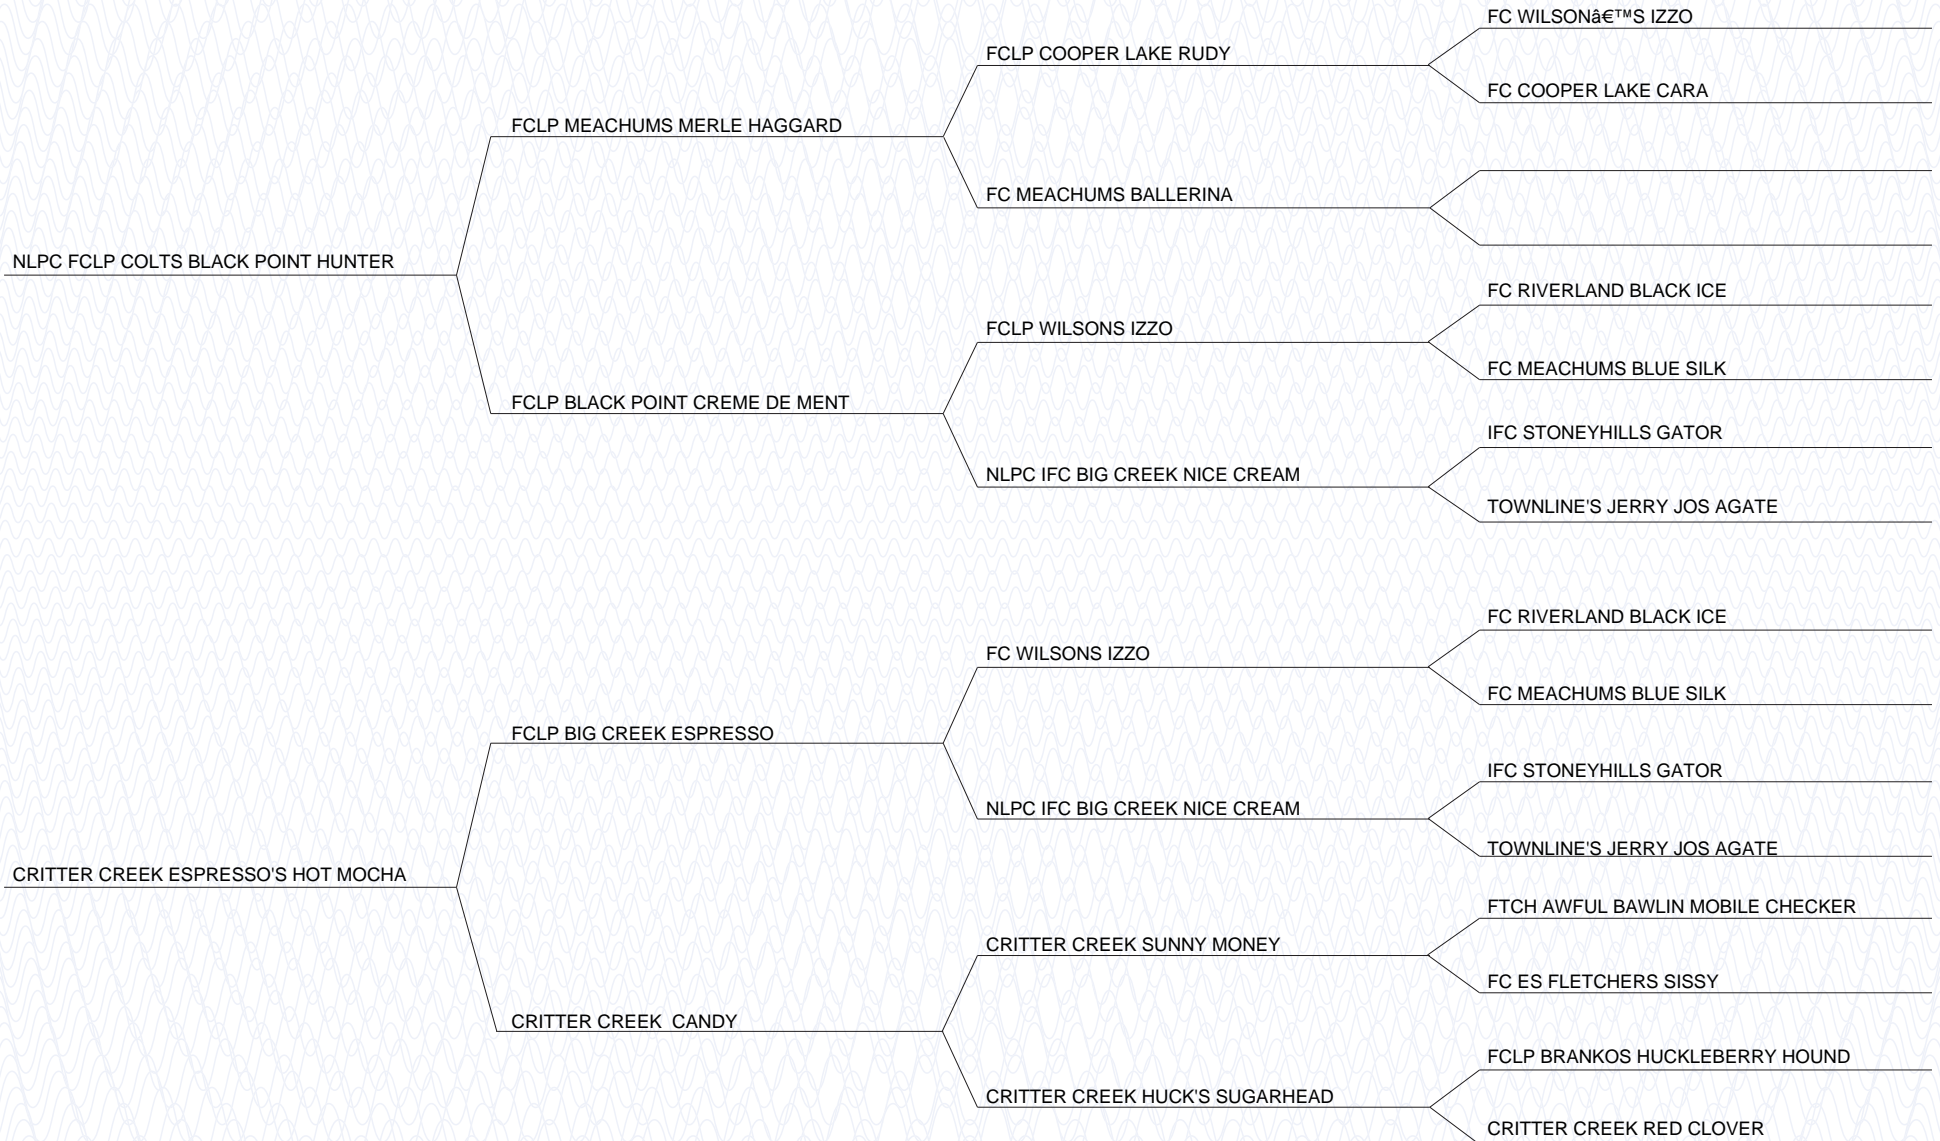 FC WILSONâ€™S IZZO
FCLP COOPER LAKE RUDY
FC COOPER LAKE CARA
FCLP MEACHUMS MERLE HAGGARD
FC MEACHUMS BALLERINA
NLPC FCLP COLTS BLACK POINT HUNTER
FC RIVERLAND BLACK ICE
FCLP WILSONS IZZO
FC MEACHUMS BLUE SILK
FCLP BLACK POINT CREME DE MENT
IFC STONEYHILLS GATOR
NLPC IFC BIG CREEK NICE CREAM
TOWNLINE'S JERRY JOS AGATE
FC RIVERLAND BLACK ICE
FC WILSONS IZZO
FC MEACHUMS BLUE SILK
FCLP BIG CREEK ESPRESSO
IFC STONEYHILLS GATOR
NLPC IFC BIG CREEK NICE CREAM
TOWNLINE'S JERRY JOS AGATE
CRITTER CREEK ESPRESSO'S HOT MOCHA
FTCH AWFUL BAWLIN MOBILE CHECKER
CRITTER CREEK SUNNY MONEY
FC ES FLETCHERS SISSY
CRITTER CREEK  CANDY
FCLP BRANKOS HUCKLEBERRY HOUND
CRITTER CREEK HUCK'S SUGARHEAD
CRITTER CREEK RED CLOVER